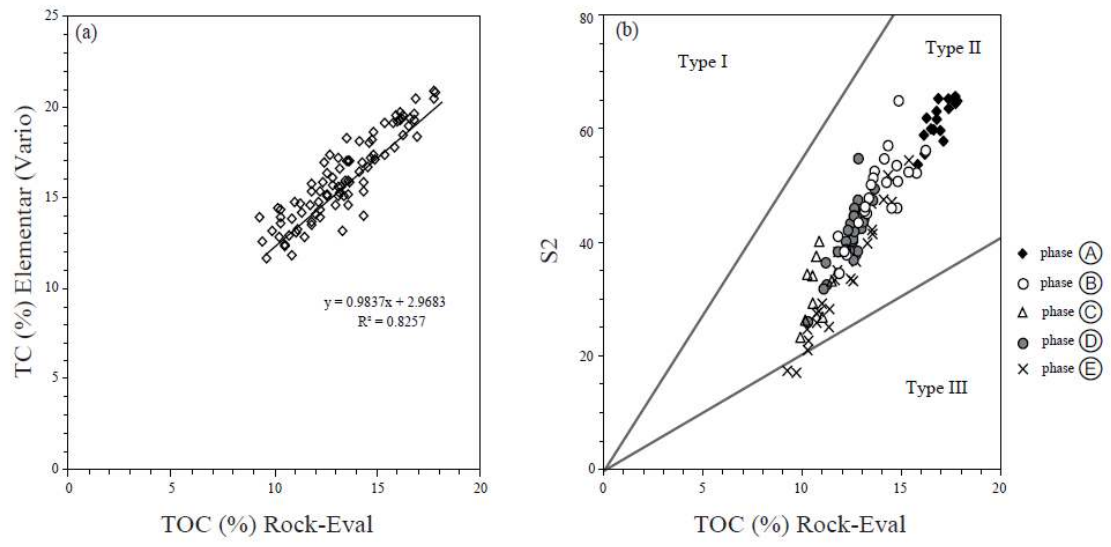 (a)
25
20
15
10
5
0
0 5 10 15 20
TC (%) Elementar (Vario)
TOC (%) Rock-Eval
y = 0.9837x + 2.9683
R² = 0.8257
(b)
80
60
40
20
0
0 5 10 15 20
S2
TOC (%) Rock-Eval
Type I
Type II
Type III
phase A
phase B
phase C
phase D
phase E